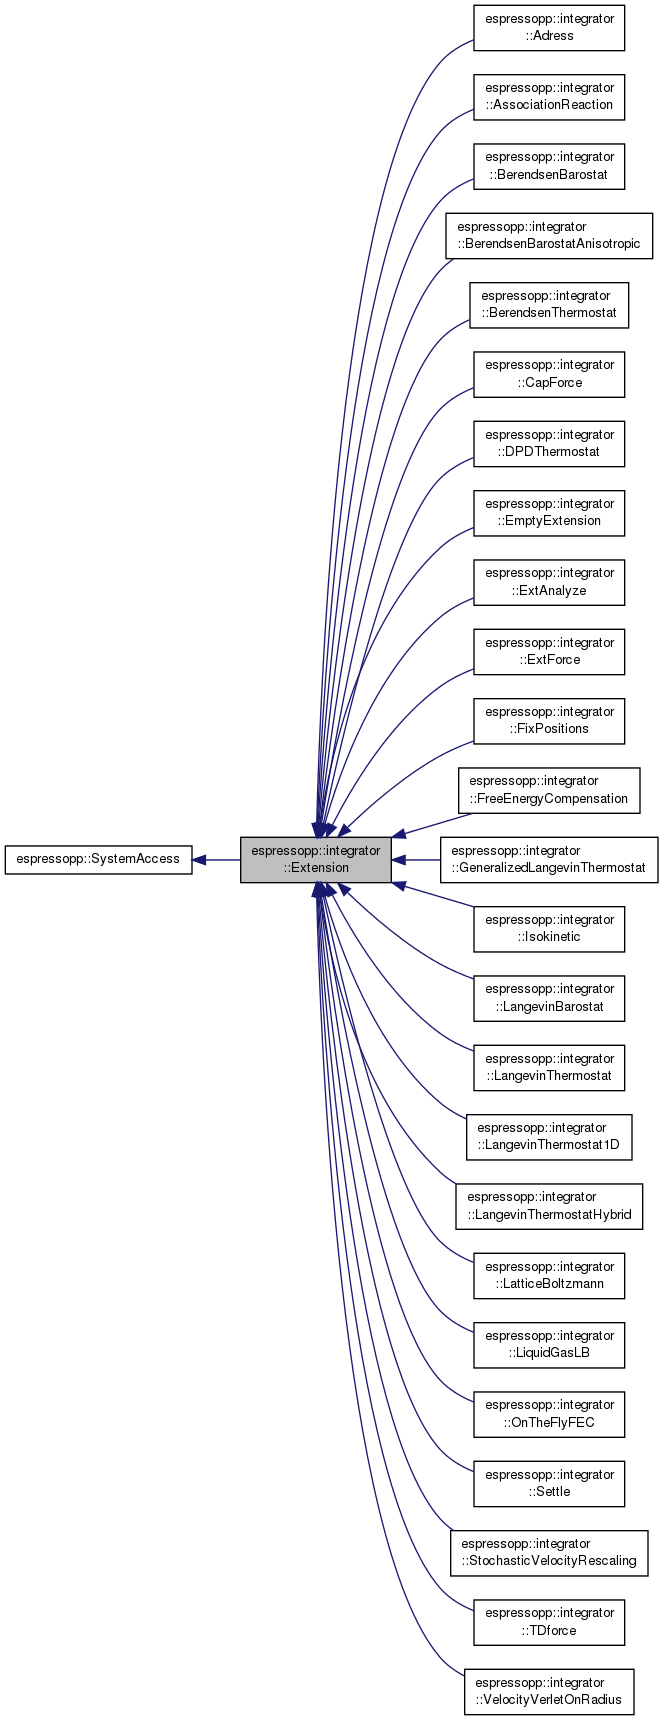 espressopp::integrator
::Adress
espressopp::integrator
::AssociationReaction
espressopp::integrator
::BerendsenBarostat
espressopp::integrator
::BerendsenBarostatAnisotropic
espressopp::integrator
::BerendsenThermostat
espressopp::integrator
::CapForce
espressopp::integrator
::DPDThermostat
espressopp::integrator
::EmptyExtension
espressopp::integrator
::ExtAnalyze
espressopp::integrator
::ExtForce
espressopp::integrator
::FixPositions
espressopp::integrator
::FreeEnergyCompensation
espressopp::SystemAccess
espressopp::integrator
::Extension
espressopp::integrator
::GeneralizedLangevinThermostat
espressopp::integrator
::Isokinetic
espressopp::integrator
::LangevinBarostat
espressopp::integrator
::LangevinThermostat
espressopp::integrator
::LangevinThermostat1D
espressopp::integrator
::LangevinThermostatHybrid
espressopp::integrator
::LatticeBoltzmann
espressopp::integrator
::LiquidGasLB
espressopp::integrator
::OnTheFlyFEC
espressopp::integrator
::Settle
espressopp::integrator
::StochasticVelocityRescaling
espressopp::integrator
::TDforce
espressopp::integrator
::VelocityVerletOnRadius